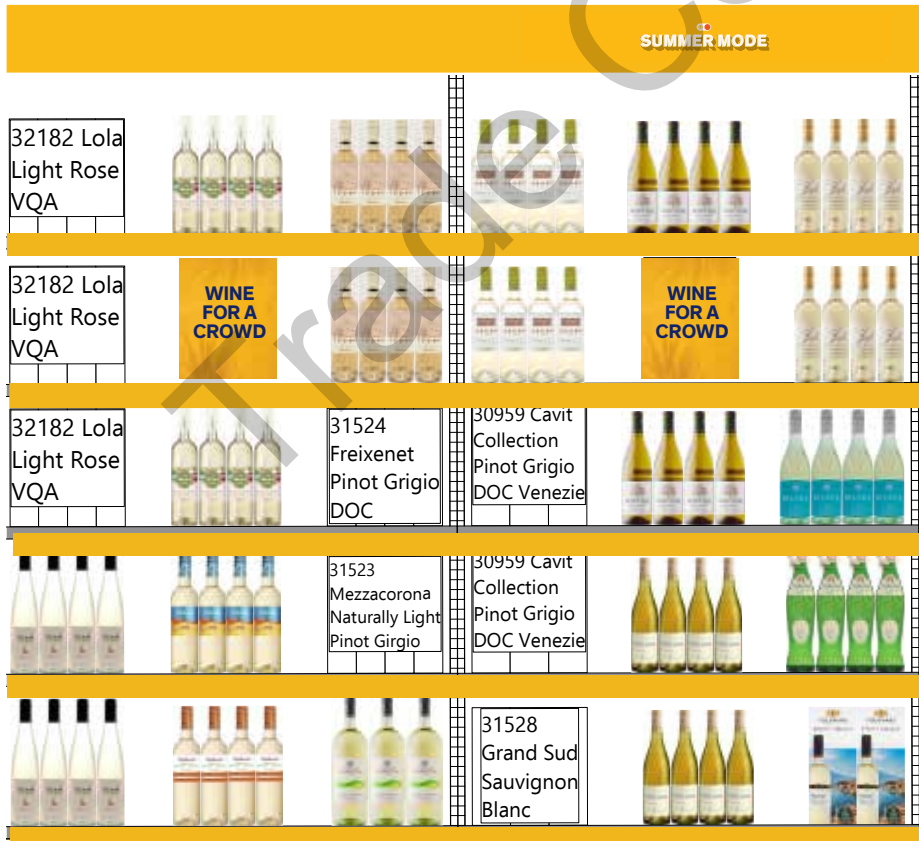 SUMMER MODE
32182 Lola
Light Rose
VQA
32182 Lola
Light Rose
VQA
WINE
FOR A
CROWD
WINE
FOR A
CROWD
32182 Lola
Light Rose
VQA
31524
Freixenet
Pinot Grigio
DOC
30959 Cavit
Collection
Pinot Grigio
DOC Venezie
31523
Mezzacorona
Naturally Light
Pinot Girgio
30959 Cavit
Collection
Pinot Grigio
DOC Venezie
31528
Grand Sud
Sauvignon
Blanc
Trade